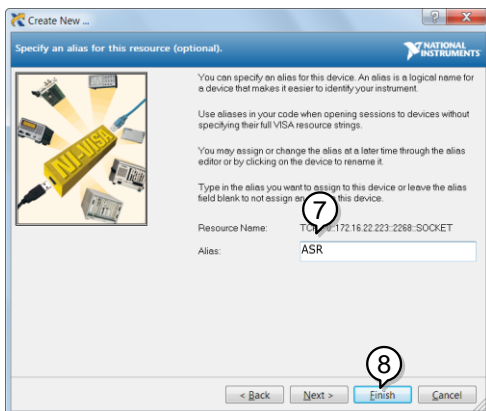 Create New ...
Specify an alias for this resource (optional).
NATIONAL
INSTRUMENTS
You can specify an alias for this device. An alias is a logical name for
a device that makes it easier to identify your instrument.
Use aliases in your code when opening sessions to devices without
specifying their full VISA resource strings.
You may assign or change the alias at a later time through the alias
editor or by clicking on the device to rename it.
Type in the alias you want to assign to this device or leave the alias
field blank to not assign an this device.
7
Resource Name: 172.16.22.223::2268::SOCKET
Alias: ASR
NI-VISA
8
< Back Next > Finish Cancel